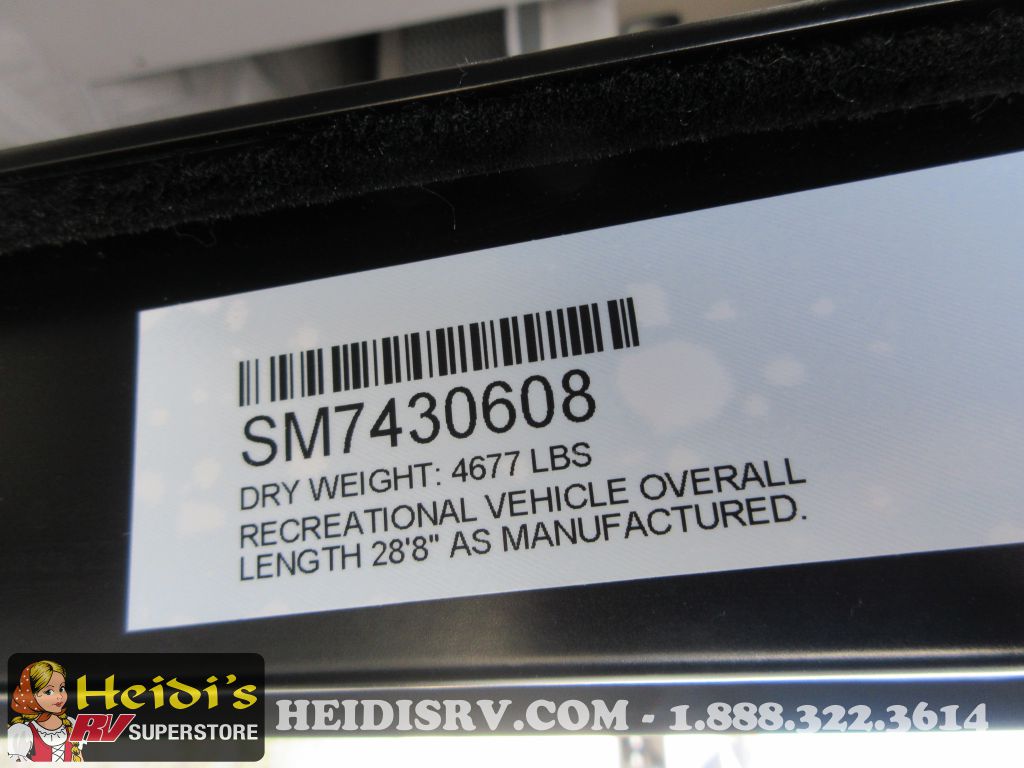 SM7430608
DRY WEIGHT: 4677 LBS
RECREATIONAL VEHICLE OVERALL
LENGTH 28'8" AS MANUFACTURED.
Heidi's
RV SUPERSTORE
HEIDISRV.COM - 1.888.322.3614